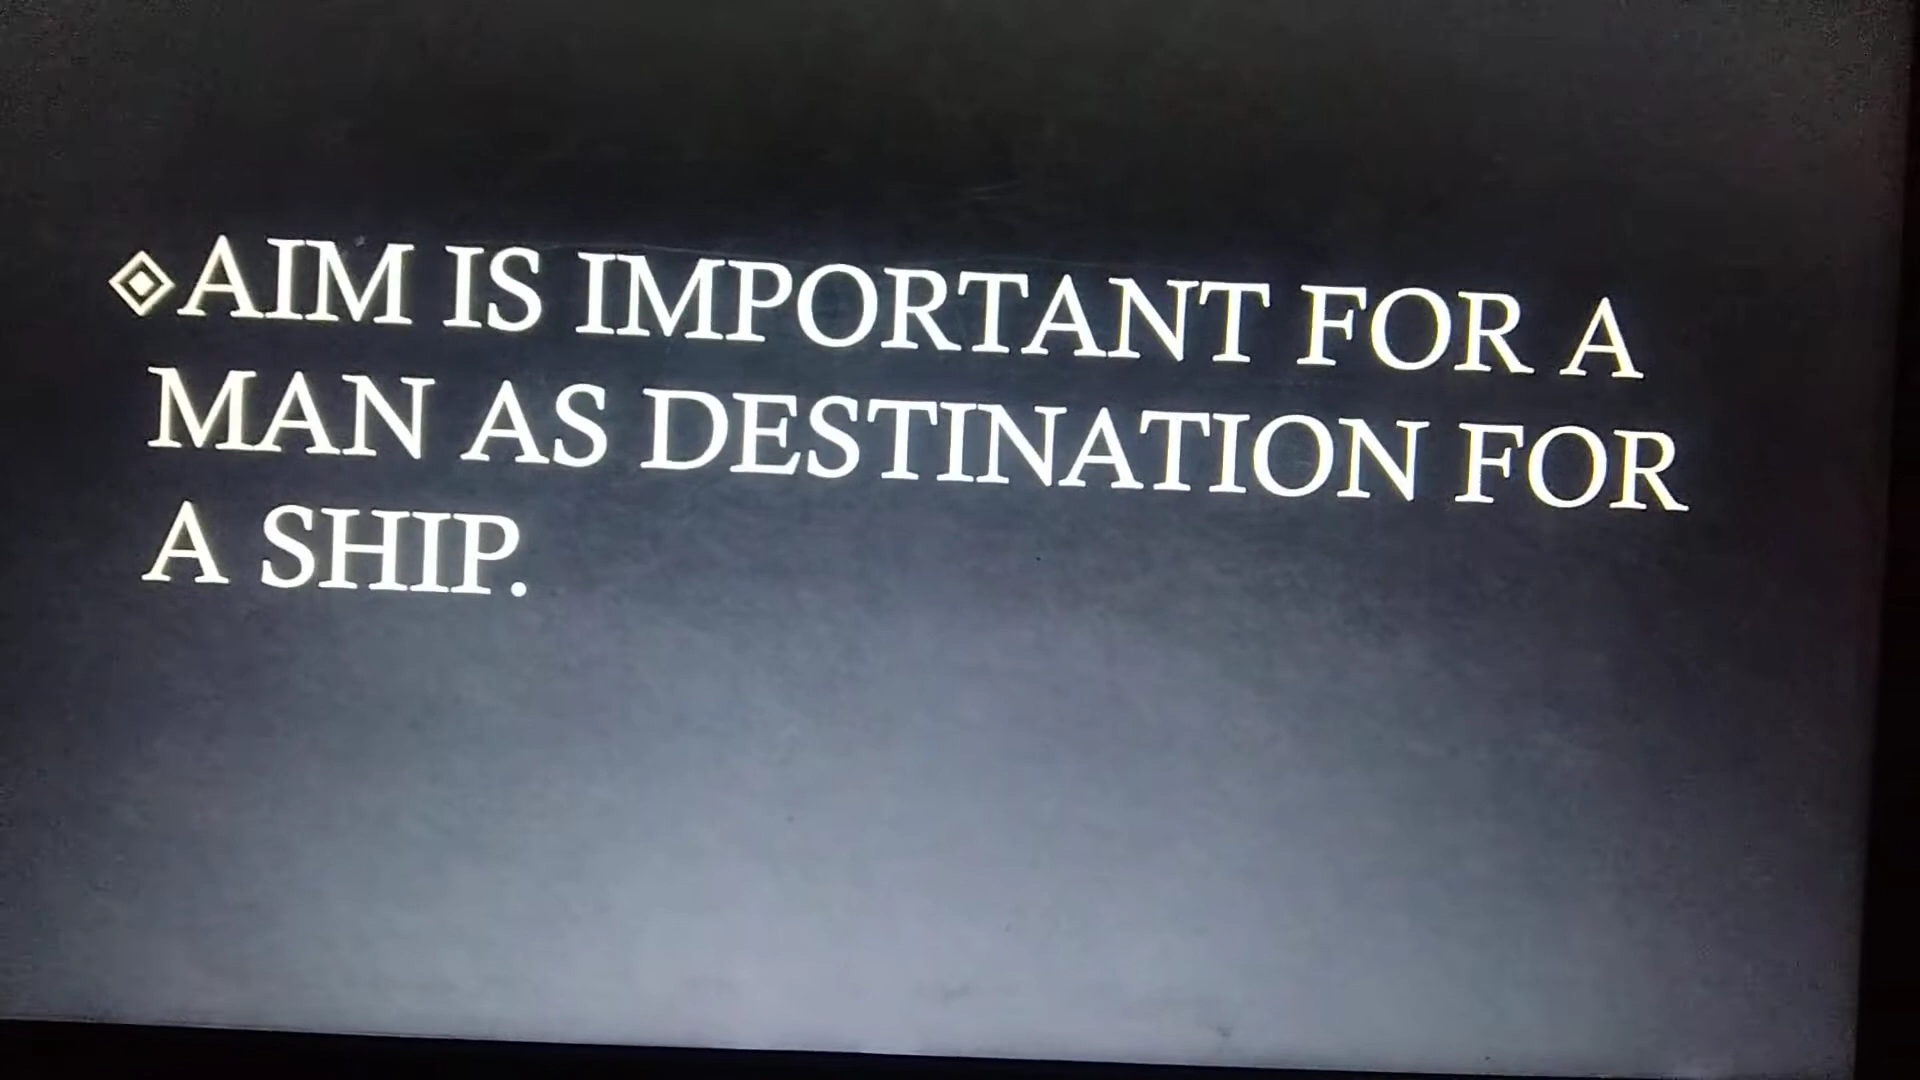 AIM IS IMPORTANT FOR A
MAN AS DESTINATION FOR
A SHIP.